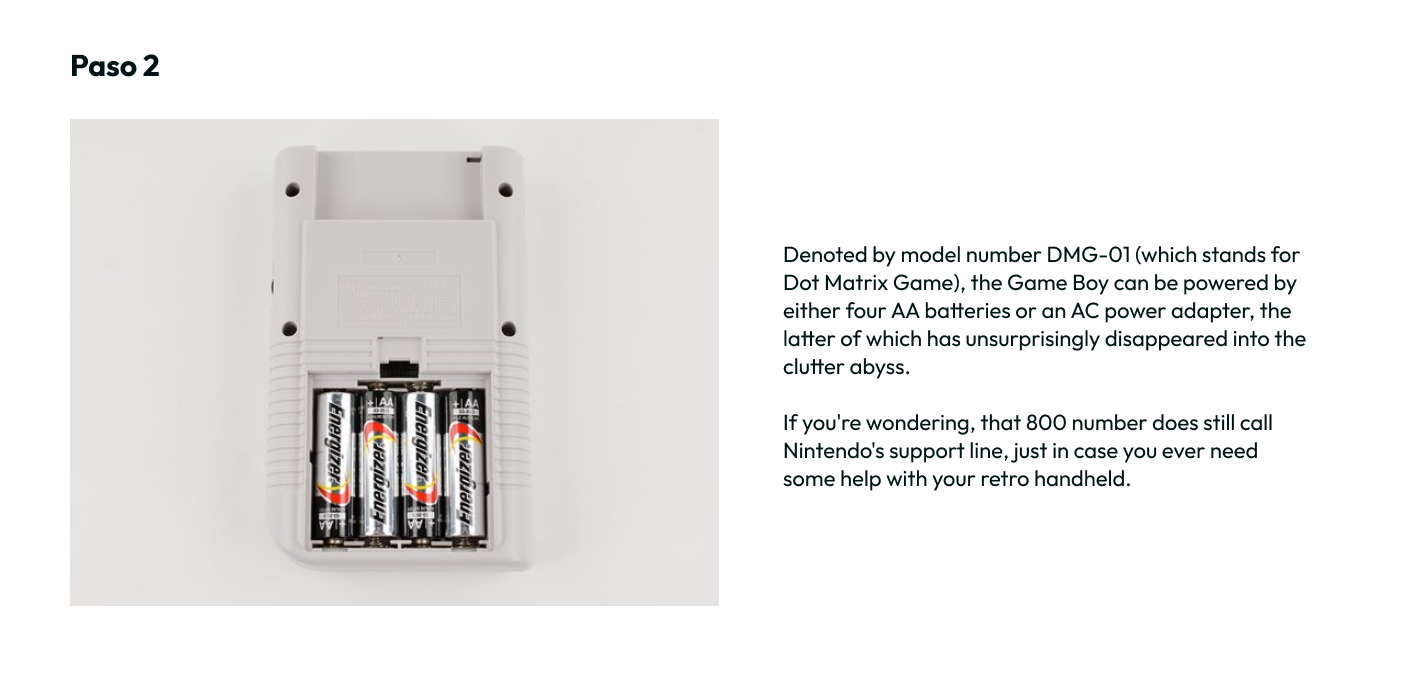 Paso 2
Denoted by model number DMG-01 (which stands for
Dot Matrix Game), the Game Boy can be powered by
either four AA batteries or an AC power adapter, the
latter of which has unsurprisingly disappeared into the
clutter abyss.
If you're wondering, that 800 number does still call
Nintendo's support line, just in case you ever need
some help with your retro handheld.
Energizer
AA
+ AA
Energizer
Energizer
AA
+ AA
Energizer